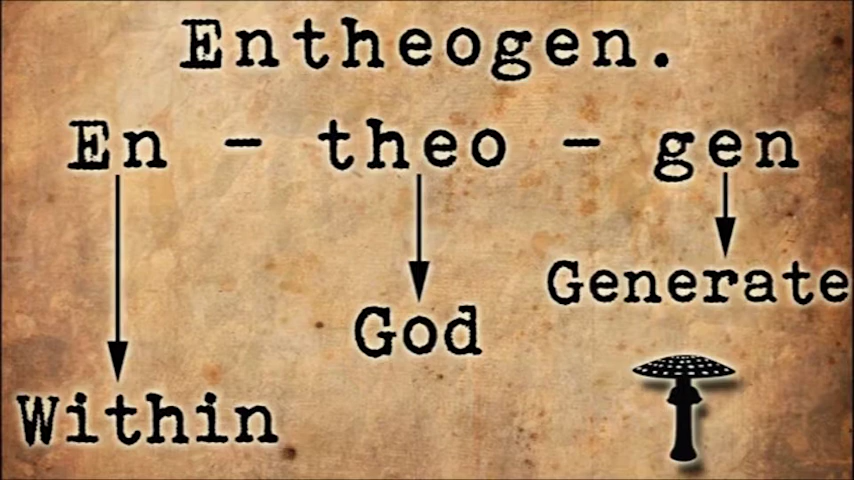 Entheogen.
En - theo - gen
Generate
God
Within